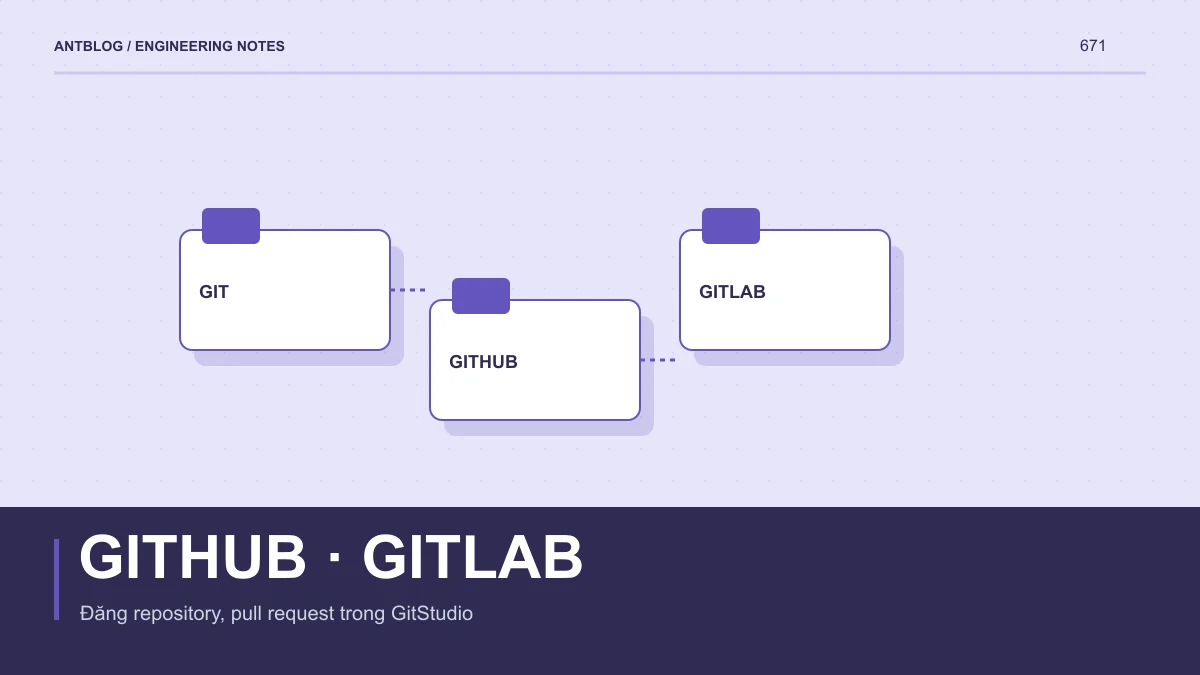 ANTBLOG / ENGINEERING NOTES
671
GIT
GITHUB
GITLAB
GITHUB · GITLAB
Đăng repository, pull request trong GitStudio